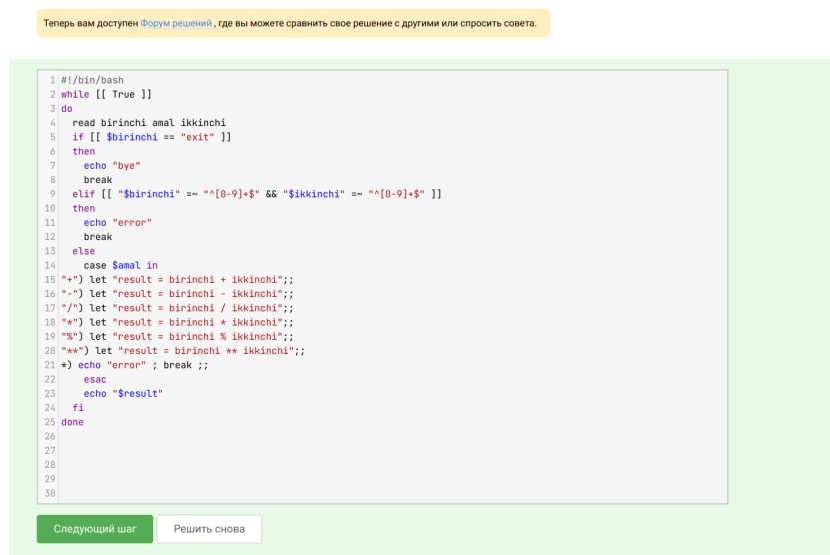 Теперь вам доступен Форум решений , где вы можете сравнить свое решение с другими или спросить совета.
1 #!/bin/bash
2 while [[ True ]]
3 do
4   read birinchi amal ikkinchi
5   if [[ $birinchi == "exit" ]]
6   then
7     echo "bye"
8     break
9   elif [[ "$birinchi" =~ "^[0-9]+$" && "$ikkinchi" =~ "^[0-9]+$" ]]
10   then
11     echo "error"
12     break
13   else
14     case $amal in
15 "+") let "result = birinchi + ikkinchi";;
16 "-") let "result = birinchi - ikkinchi";;
17 "/") let "result = birinchi / ikkinchi";;
18 "*") let "result = birinchi * ikkinchi";;
19 "%") let "result = birinchi % ikkinchi";;
20 "**") let "result = birinchi ** ikkinchi";;
21 *) echo "error" ; break ;;
22     esac
23     echo "$result"
24   fi
25 done
26
27
28
29
30
Следующий шаг Решить снова